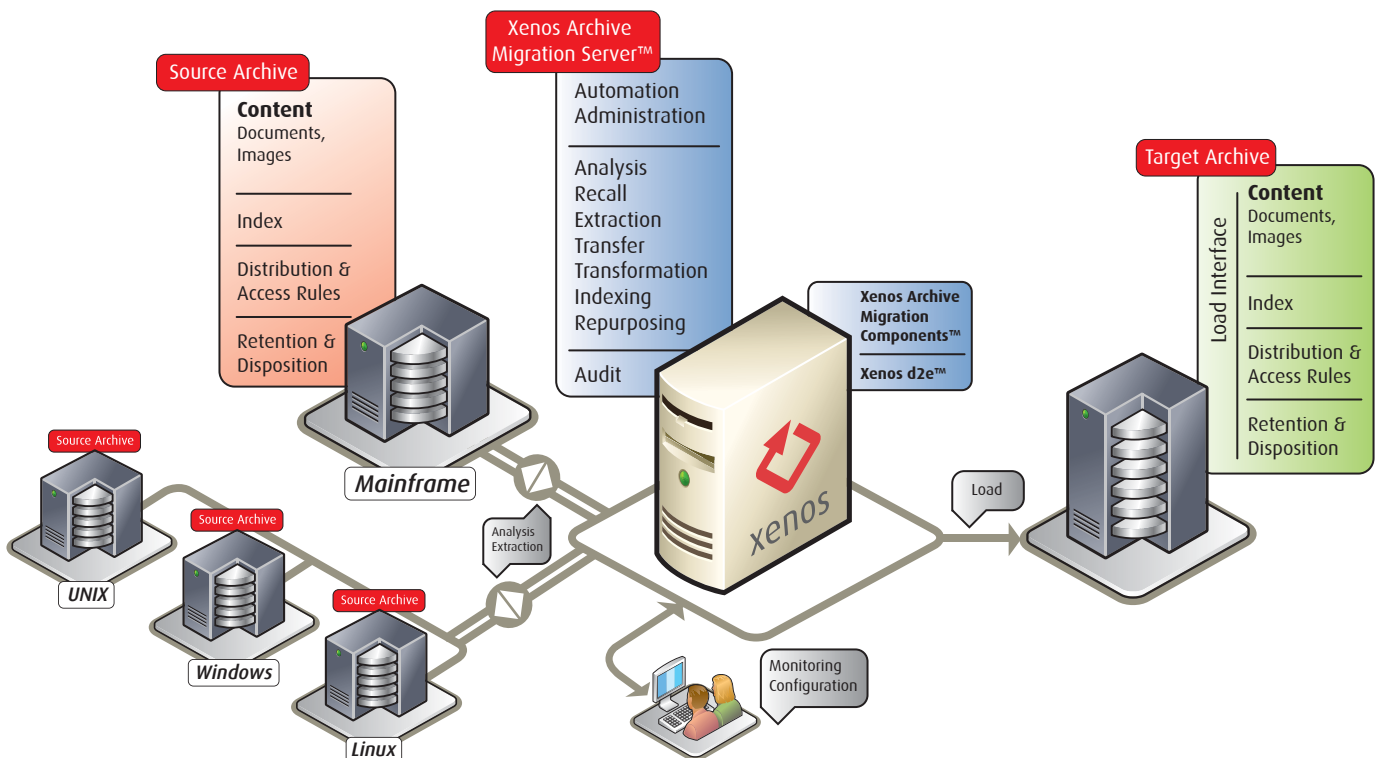 Source Archive
Content
Documents,
Images
Index
Distribution &
Access Rules
Retention &
Disposition
Mainframe
Xenos Archive
Migration Server™
Automation
Administration
Analysis
Recall
Extraction
Transfer
Transformation
Indexing
Repurposing
Audit
Xenos Archive
Migration
Components™
Xenos d2e™
xenos
Target Archive
Load Interface
Content
Documents,
Images
Index
Distribution &
Access Rules
Retention &
Disposition
Source Archive
UNIX
Source Archive
Windows
Source Archive
Linux
Analysis
Extraction
Load
Monitoring
Configuration